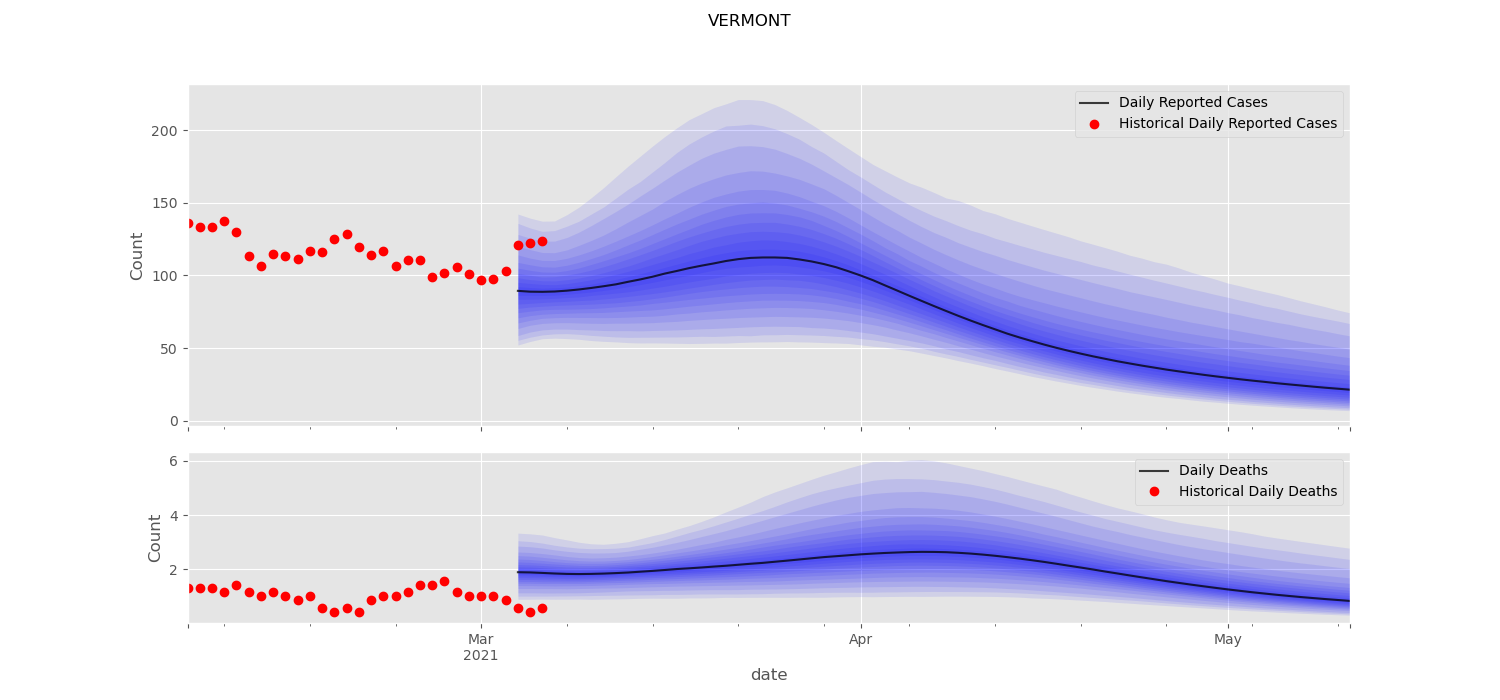 VERMONT
Daily Reported Cases
Historical Daily Reported Cases
200
150
100
50
0
Count
Daily Deaths
Historical Daily Deaths
6
4
2
Count
Mar
2021
Apr
May
date